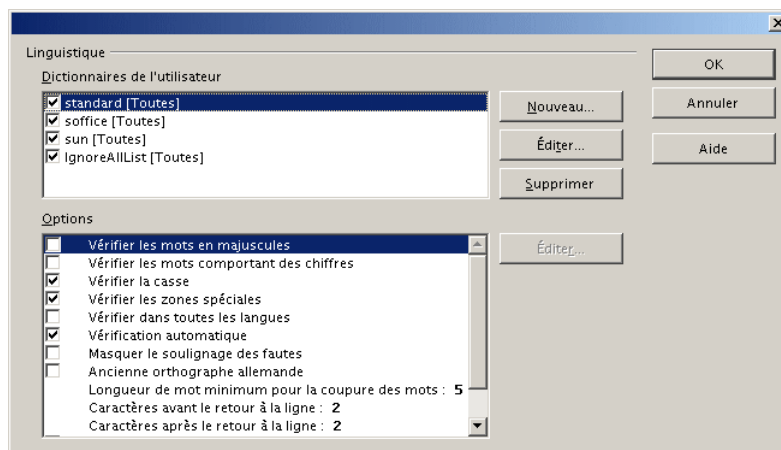 Linguistique
Dictionnaires de l'utilisateur
standard [Toutes]
soffice [Toutes]
sun [Toutes]
IgnoreAllList [Toutes]
Nouveau...
Éditer...
Supprimer
OK
Annuler
Aide
Options
Vérifier les mots en majuscules
Vérifier les mots comportant des chiffres
Vérifier la casse
Vérifier les zones spéciales
Vérifier dans toutes les langues
Vérification automatique
Masquer le soulignage des fautes
Ancienne orthographe allemande
Longueur de mot minimum pour la coupure des mots : 5
Caractères avant le retour à la ligne : 2
Caractères après le retour à la ligne : 2
Éditer...